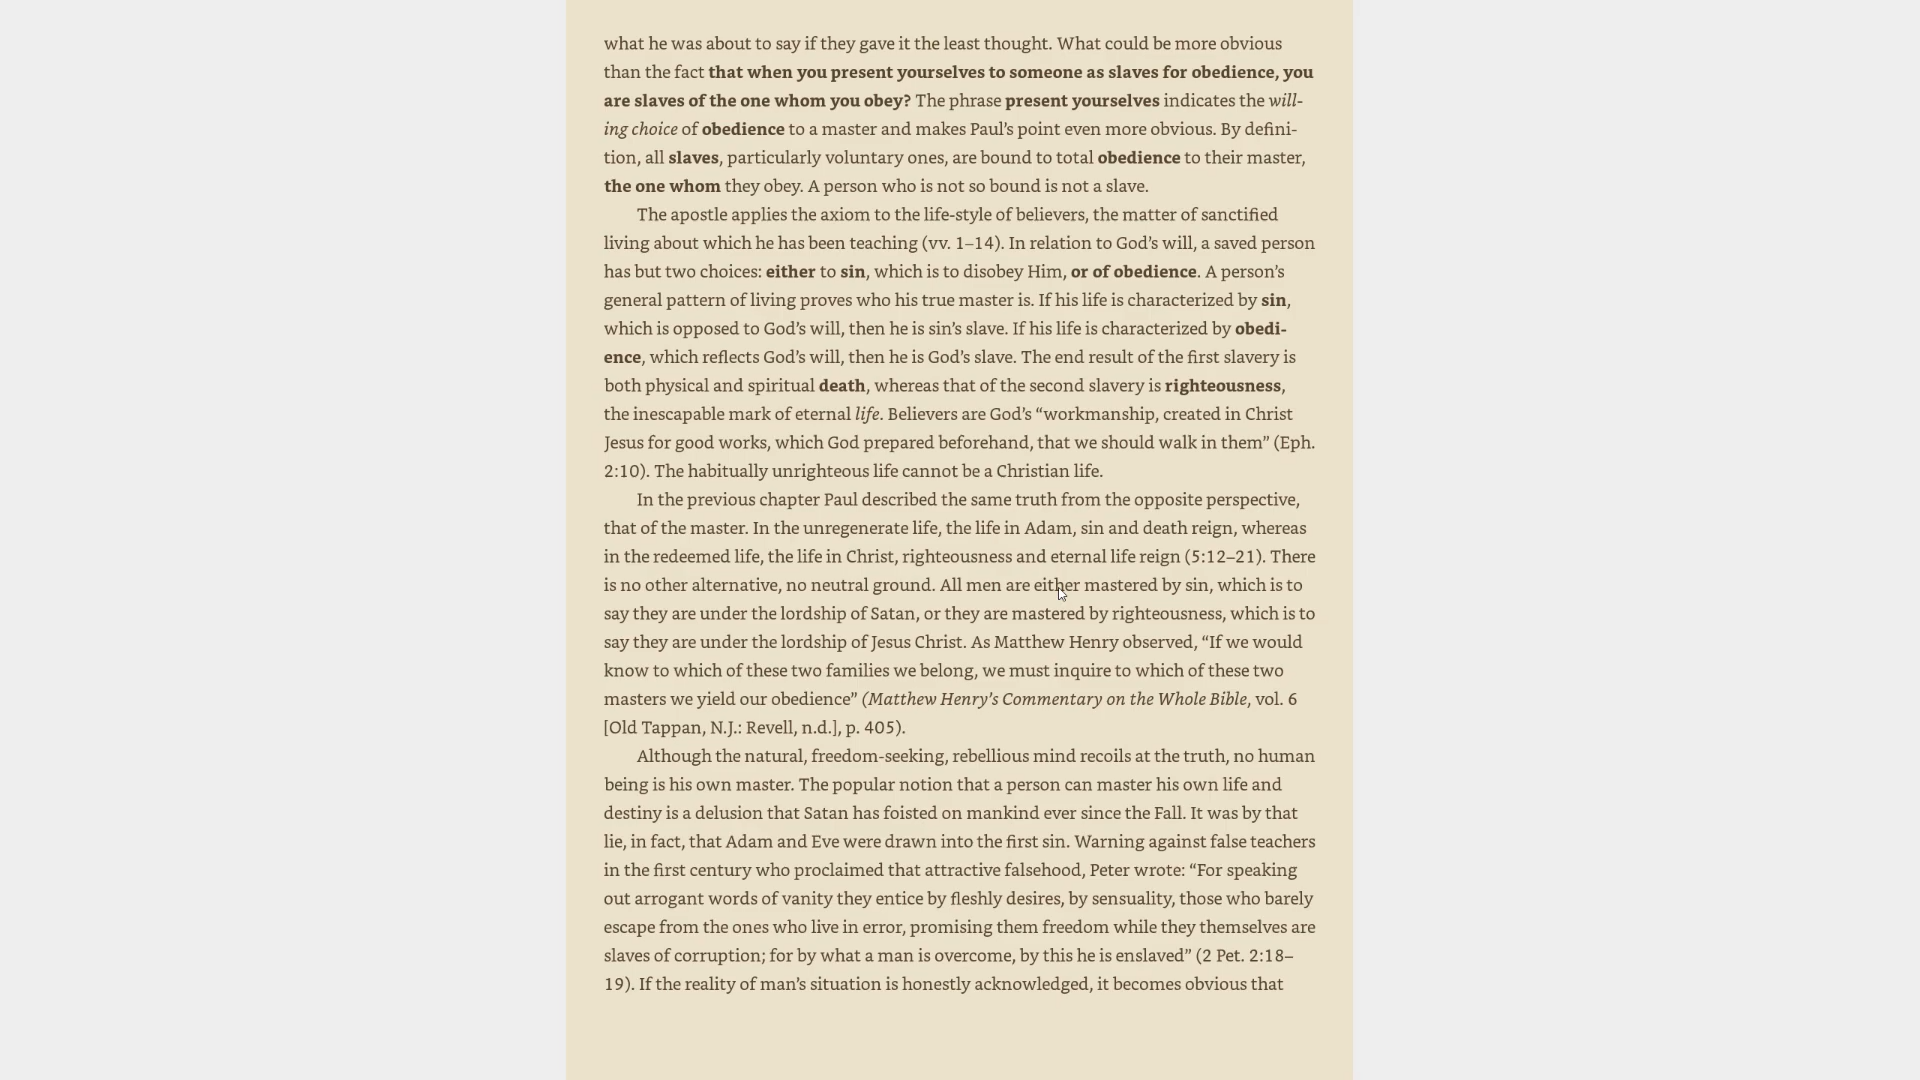 what he was about to say if they gave it the least thought. What could be more obvious
than the fact that when you present yourselves to someone as slaves for obedience, you
are slaves of the one whom you obey? The phrase present yourselves indicates the will-
ing choice of obedience to a master and makes Paul’s point even more obvious. By defini-
tion, all slaves, particularly voluntary ones, are bound to total obedience to their master,
the one whom they obey. A person who is not so bound is not a slave.
The apostle applies the axiom to the life-style of believers, the matter of sanctified
living about which he has been teaching (vv. 1–14). In relation to God’s will, a saved person
has but two choices: either to sin, which is to disobey Him, or of obedience. A person’s
general pattern of living proves who his true master is. If his life is characterized by sin,
which is opposed to God’s will, then he is sin’s slave. If his life is characterized by obedi-
ence, which reflects God’s will, then he is God’s slave. The end result of the first slavery is
both physical and spiritual death, whereas that of the second slavery is righteousness,
the inescapable mark of eternal life. Believers are God’s “workmanship, created in Christ
Jesus for good works, which God prepared beforehand, that we should walk in them” (Eph.
2:10). The habitually unrighteous life cannot be a Christian life.
In the previous chapter Paul described the same truth from the opposite perspective,
that of the master. In the unregenerate life, the life in Adam, sin and death reign, whereas
in the redeemed life, the life in Christ, righteousness and eternal life reign (5:12–21). There
is no other alternative, no neutral ground. All men are either mastered by sin, which is to
say they are under the lordship of Satan, or they are mastered by righteousness, which is to
say they are under the lordship of Jesus Christ. As Matthew Henry observed, “If we would
know to which of these two families we belong, we must inquire to which of these two
masters we yield our obedience” (Matthew Henry’s Commentary on the Whole Bible, vol. 6
[Old Tappan, N.J.: Revell, n.d.], p. 405).
Although the natural, freedom-seeking, rebellious mind recoils at the truth, no human
being is his own master. The popular notion that a person can master his own life and
destiny is a delusion that Satan has foisted on mankind ever since the Fall. It was by that
lie, in fact, that Adam and Eve were drawn into the first sin. Warning against false teachers
in the first century who proclaimed that attractive falsehood, Peter wrote: “For speaking
out arrogant words of vanity they entice by fleshly desires, by sensuality, those who barely
escape from the ones who live in error, promising them freedom while they themselves are
slaves of corruption; for by what a man is overcome, by this he is enslaved” (2 Pet. 2:18–
19). If the reality of man’s situation is honestly acknowledged, it becomes obvious that